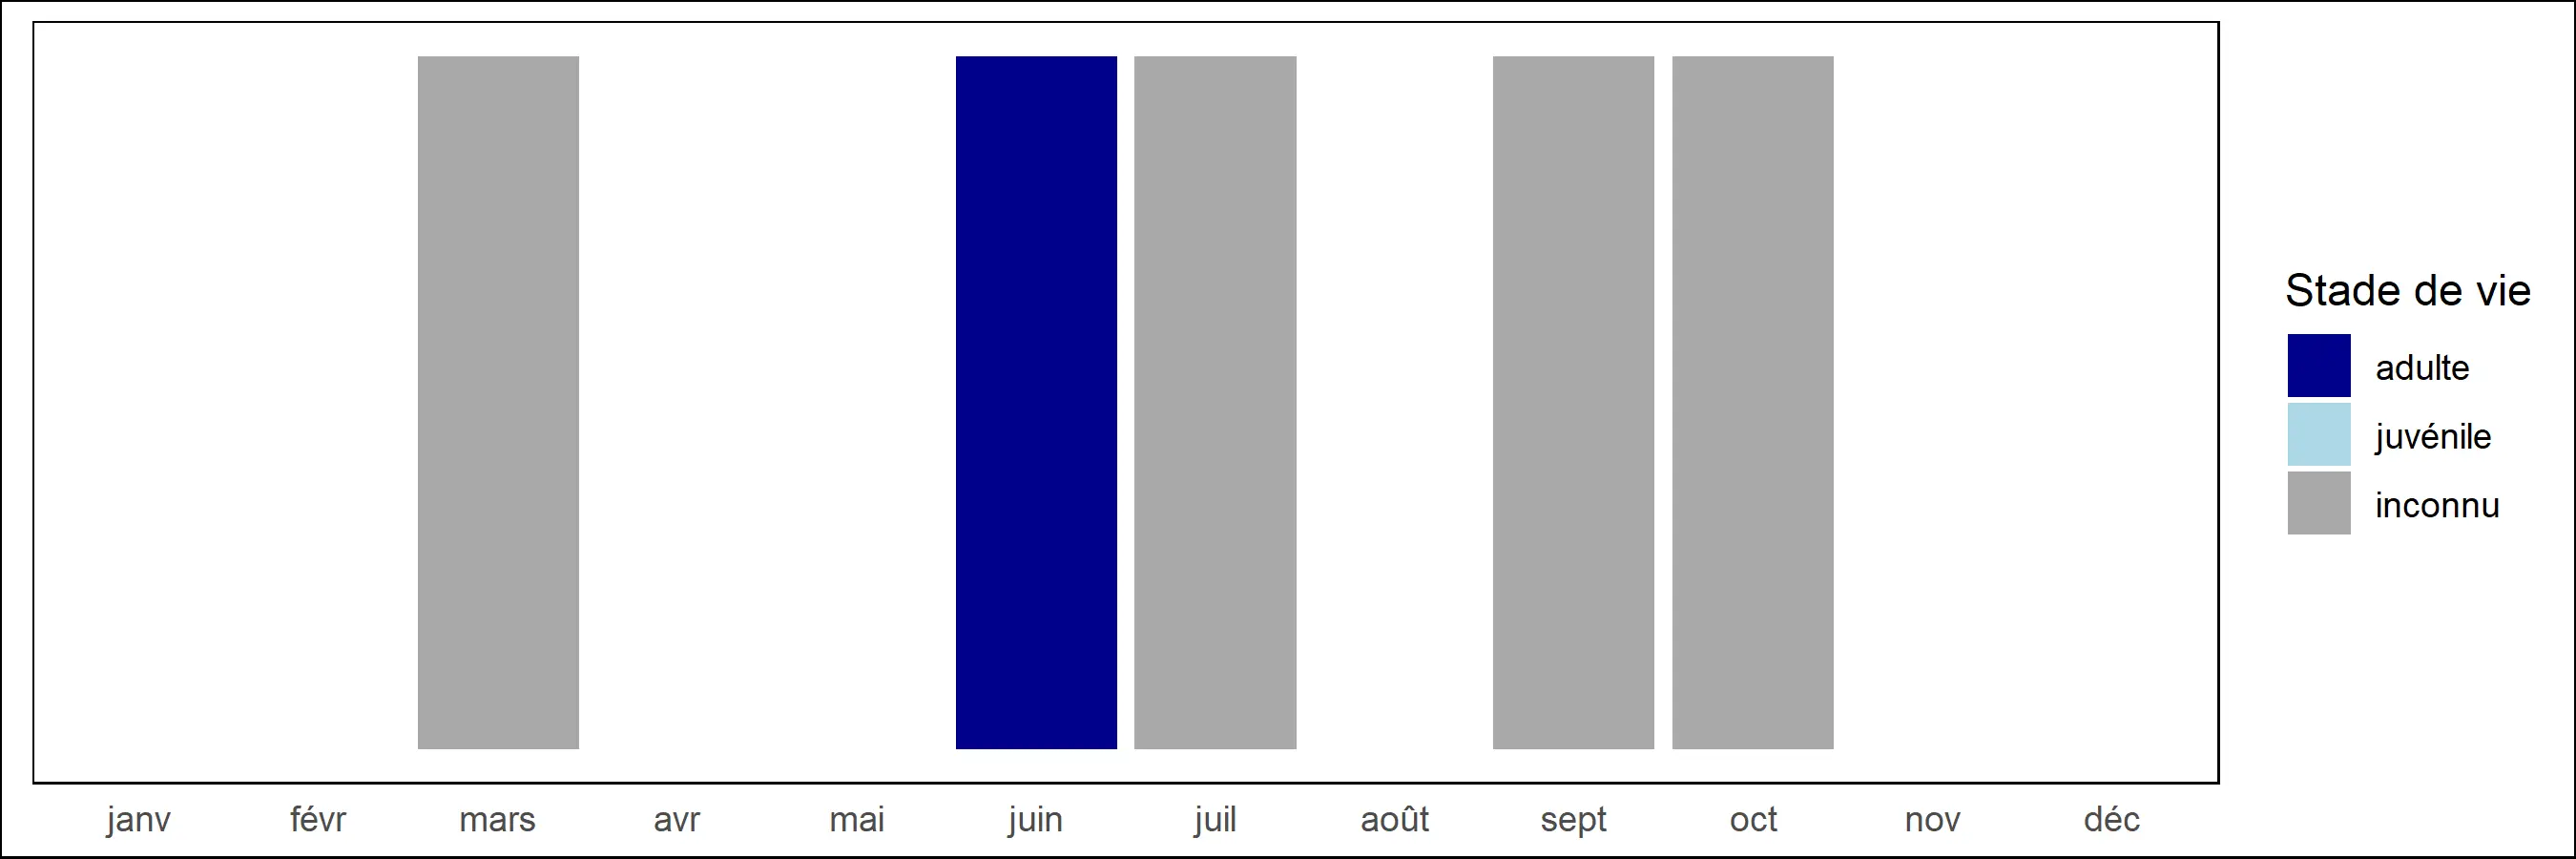 Stade de vie
adulte
juvénile
inconnu
janv févr mars avr mai juin juil août sept oct nov déc